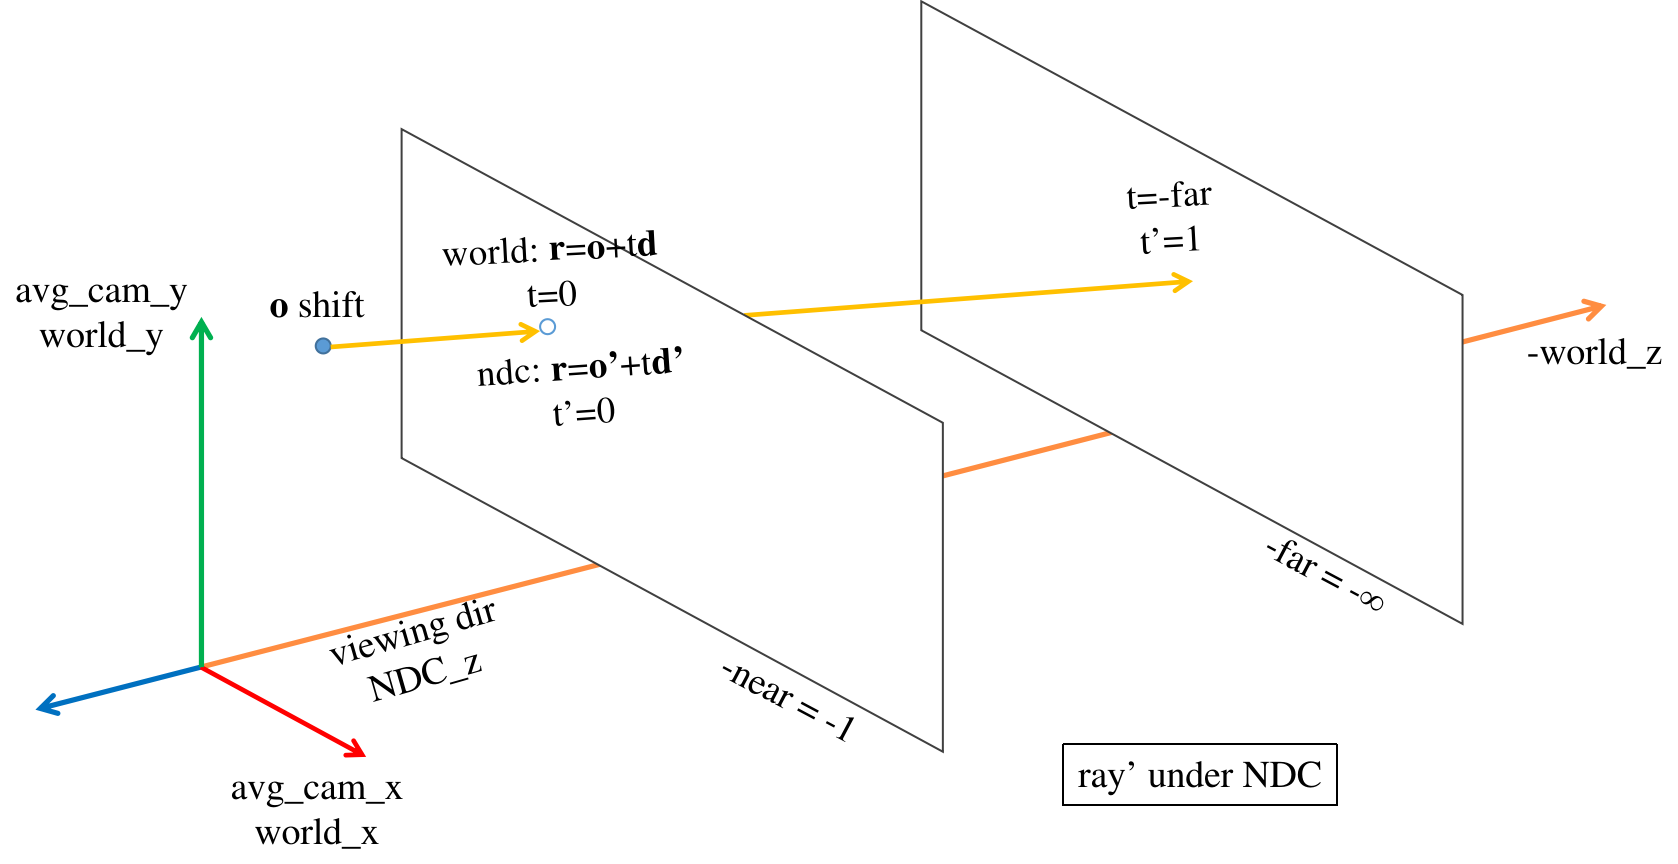 t=-far
t’=1
world: r=o+td
t=0
avg_cam_y
world_y
o shift
-world_z
ndc: r=o’+td’
t’=0
-far = -∞
viewing dir
NDC_z
-near = -1
ray’ under NDC
avg_cam_x
world_x